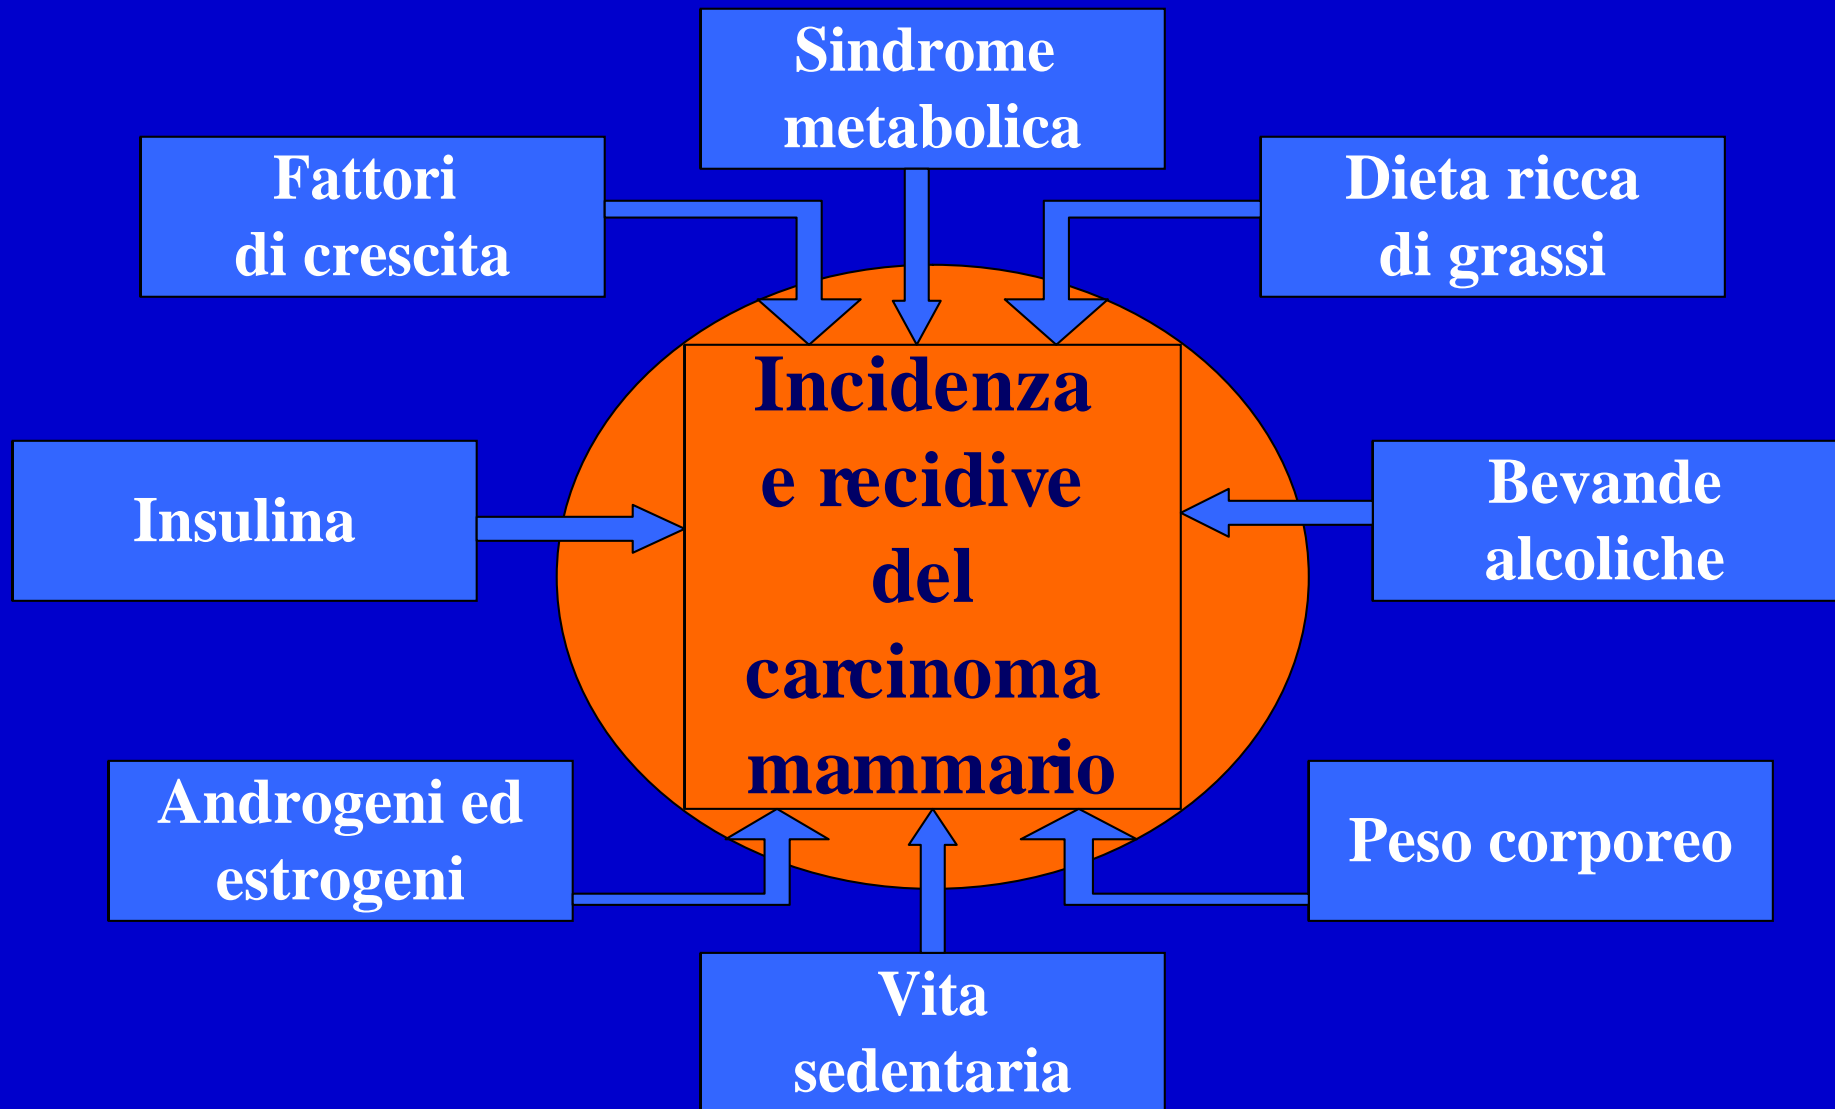 Sindrome
metabolica
Fattori
di crescita
Dieta ricca
di grassi
Incidenza
e recidive
del
carcinoma
mammario
Insulina
Bevande
alcoliche
Androgeni ed
estrogeni
Peso corporeo
Vita
sedentaria